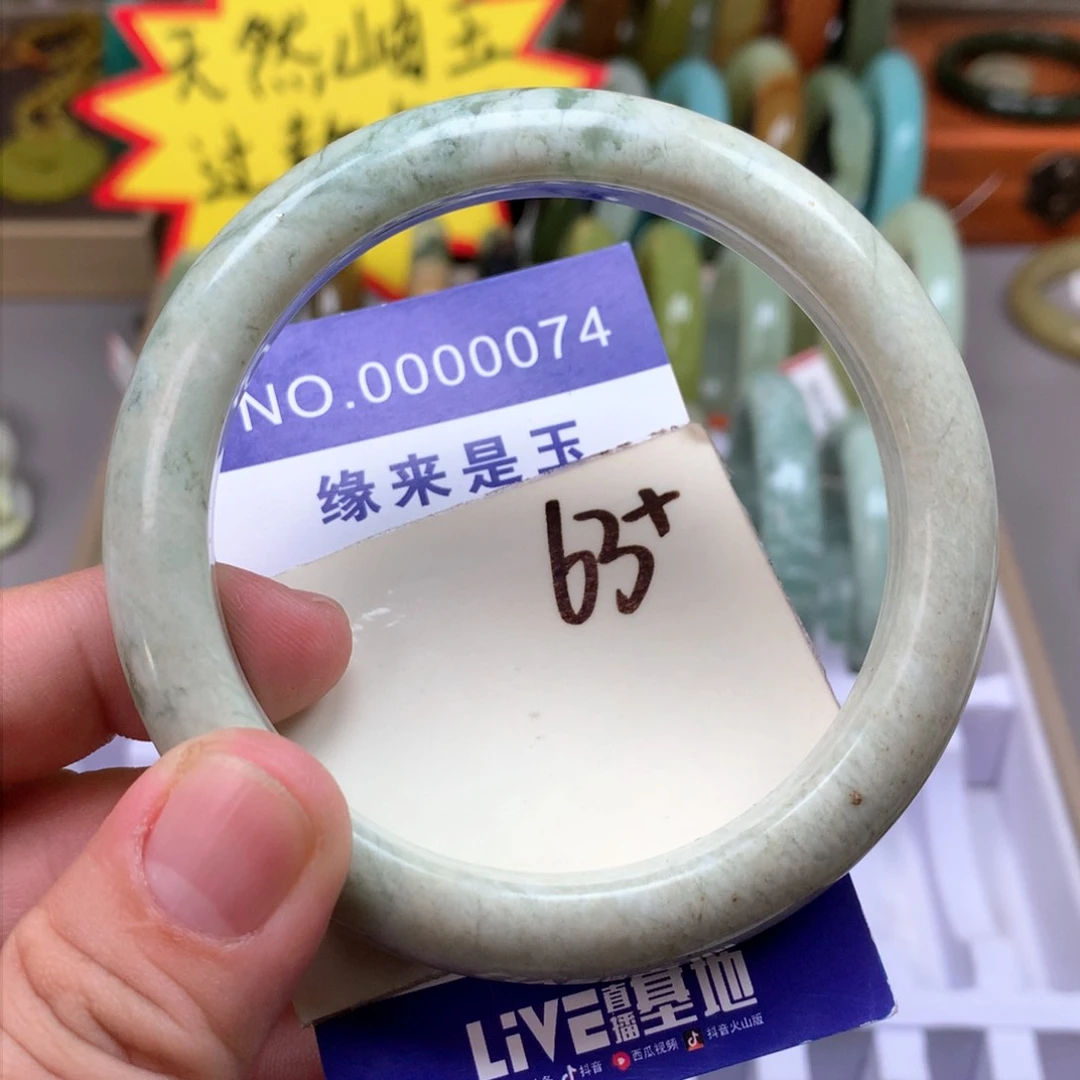 天然岫玉
过
NO.0000074
缘来是玉
63+
LiVE直播基地
抖音 西瓜视频 抖音火山版